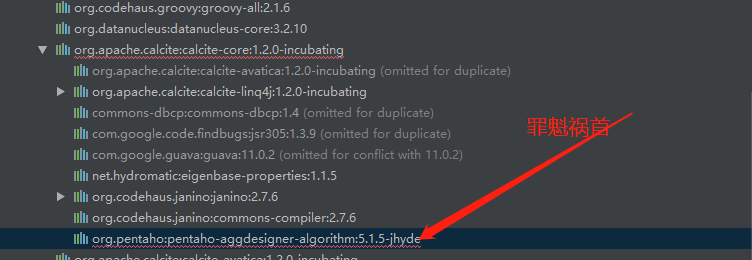 org.codehaus.groovy:groovy-all:2.1.6
org.datanucleus:datanucleus-core:3.2.10
org.apache.calcite:calcite-core:1.2.0-incubating
org.apache.calcite:calcite-avatica:1.2.0-incubating (omitted for duplicate)
org.apache.calcite:calcite-linq4j:1.2.0-incubating
commons-dbcp:commons-dbcp:1.4 (omitted for duplicate)
罪魁祸首
com.google.code.findbugs:jsr305:1.3.9 (omitted for duplicate)
com.google.guava:guava:11.0.2 (omitted for conflict with 11.0.2)
net.hydromatic:eigenbase-properties:1.1.5
org.codehaus.janino:janino:2.7.6
org.codehaus.janino:commons-compiler:2.7.6
org.pentaho:pentaho-aggdesigner-algorithm:5.1.5-jhyde
org.apache.calcite:calcite-avatica:1.2.0-incubating